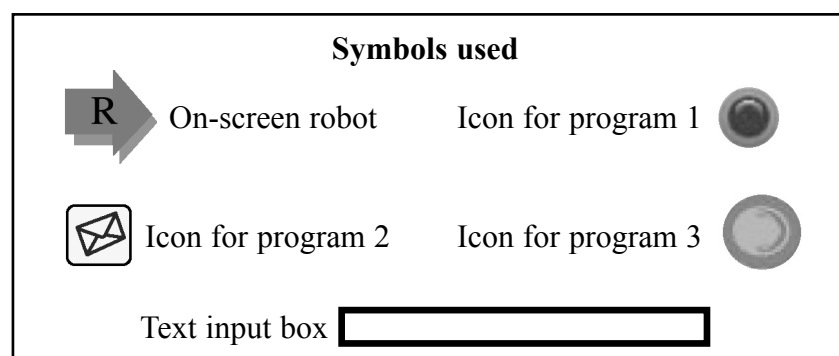 Symbols used
R On-screen robot Icon for program 1
Icon for program 2 Icon for program 3
Text input box